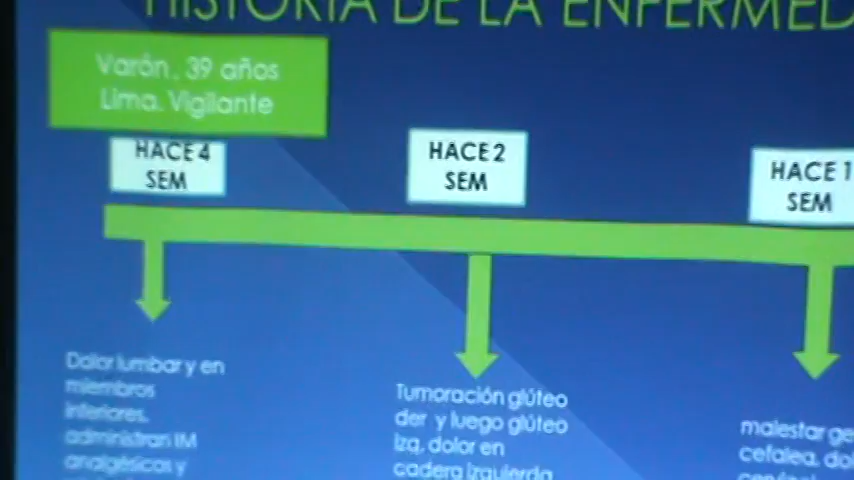 HISTORIA DE LA ENFERMED
Varón, 39 años
Lima. Vigilante
HACE 4
SEM
HACE 2
SEM
HACE 1
SEM
Dolor lumbar y en
miembros
inferiores,
administran IM
analgésicos y
Tumoración glúteo
der y luego glúteo
izq, dolor en
cadera izquierda
malestar ge
cefalea, dol